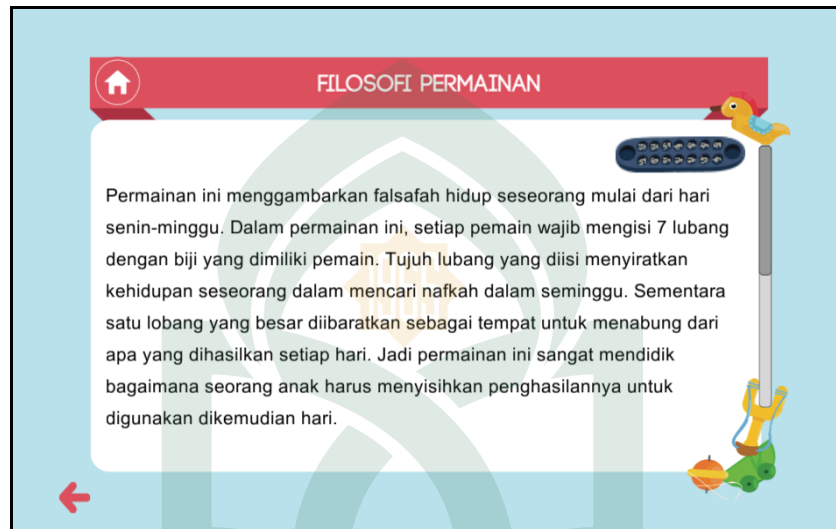 FILOSOFI PERMAINAN
Permainan ini menggambarkan falsafah hidup seseorang mulai dari hari
senin-minggu. Dalam permainan ini, setiap pemain wajib mengisi 7 lubang
dengan biji yang dimiliki pemain. Tujuh lubang yang diisi menyiratkan
kehidupan seseorang dalam mencari nafkah dalam seminggu. Sementara
satu lobang yang besar diibaratkan sebagai tempat untuk menabung dari
apa yang dihasilkan setiap hari. Jadi permainan ini sangat mendidik
bagaimana seorang anak harus menyisihkan penghasilannya untuk
digunakan dikemudian hari.